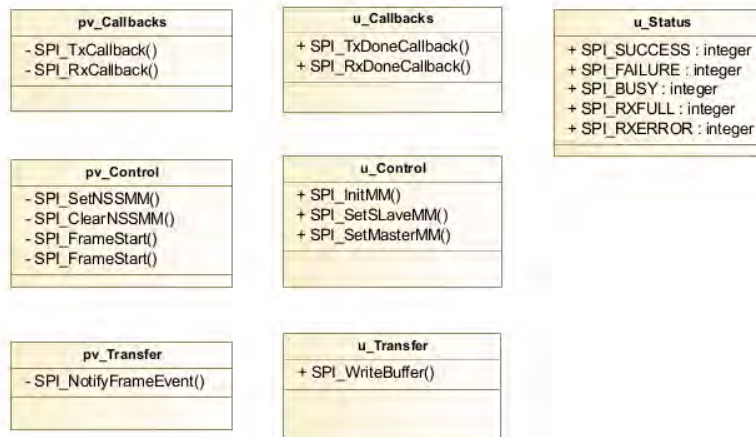 pv_Callbacks
- SPI_TxCallback()
- SPI_RxCallback()
u_Callbacks
+ SPI_TxDoneCallback()
+ SPI_RxDoneCallback()
u_Status
+ SPI_SUCCESS : integer
+ SPI_FAILURE : integer
+ SPI_BUSY : integer
+ SPI_RXFULL : integer
+ SPI_RXERROR : integer
pv_Control
- SPI_SetNSSMM()
- SPI_ClearNSSMM()
- SPI_FrameStart()
- SPI_FrameStart()
u_Control
+ SPI_InitMM()
+ SPI_SetSLaveMM()
+ SPI_SetMasterMM()
pv_Transfer
- SPI_NotifyFrameEvent()
u_Transfer
+ SPI_WriteBuffer()